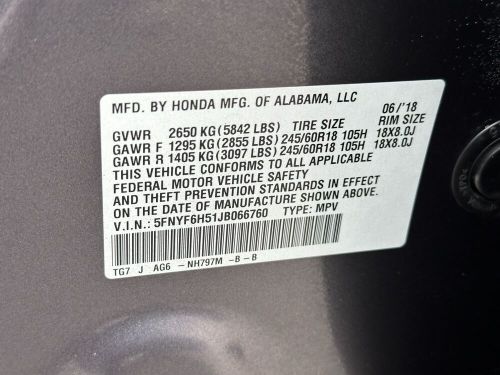 MFD. BY HONDA MFG. OF ALABAMA, LLC 06/'18
GVWR 2650 KG (5842 LBS) TIRE SIZE RIM SIZE
GAWR F 1295 KG (2855 LBS) 245/60R18 105H 18X8.0J
GAWR R 1405 KG (3097 LBS) 245/60R18 105H 18X8.0J
THIS VEHICLE CONFORMS TO ALL APPLICABLE
FEDERAL MOTOR VEHICLE SAFETY
AND THEFT PREVENTION STANDARDS IN EFFECT
ON THE DATE OF MANUFACTURE SHOWN ABOVE.
V.I.N.: 5FNYF6H51JB066760 TYPE: MPV
TG7 J AG6 -NH797M -B -B